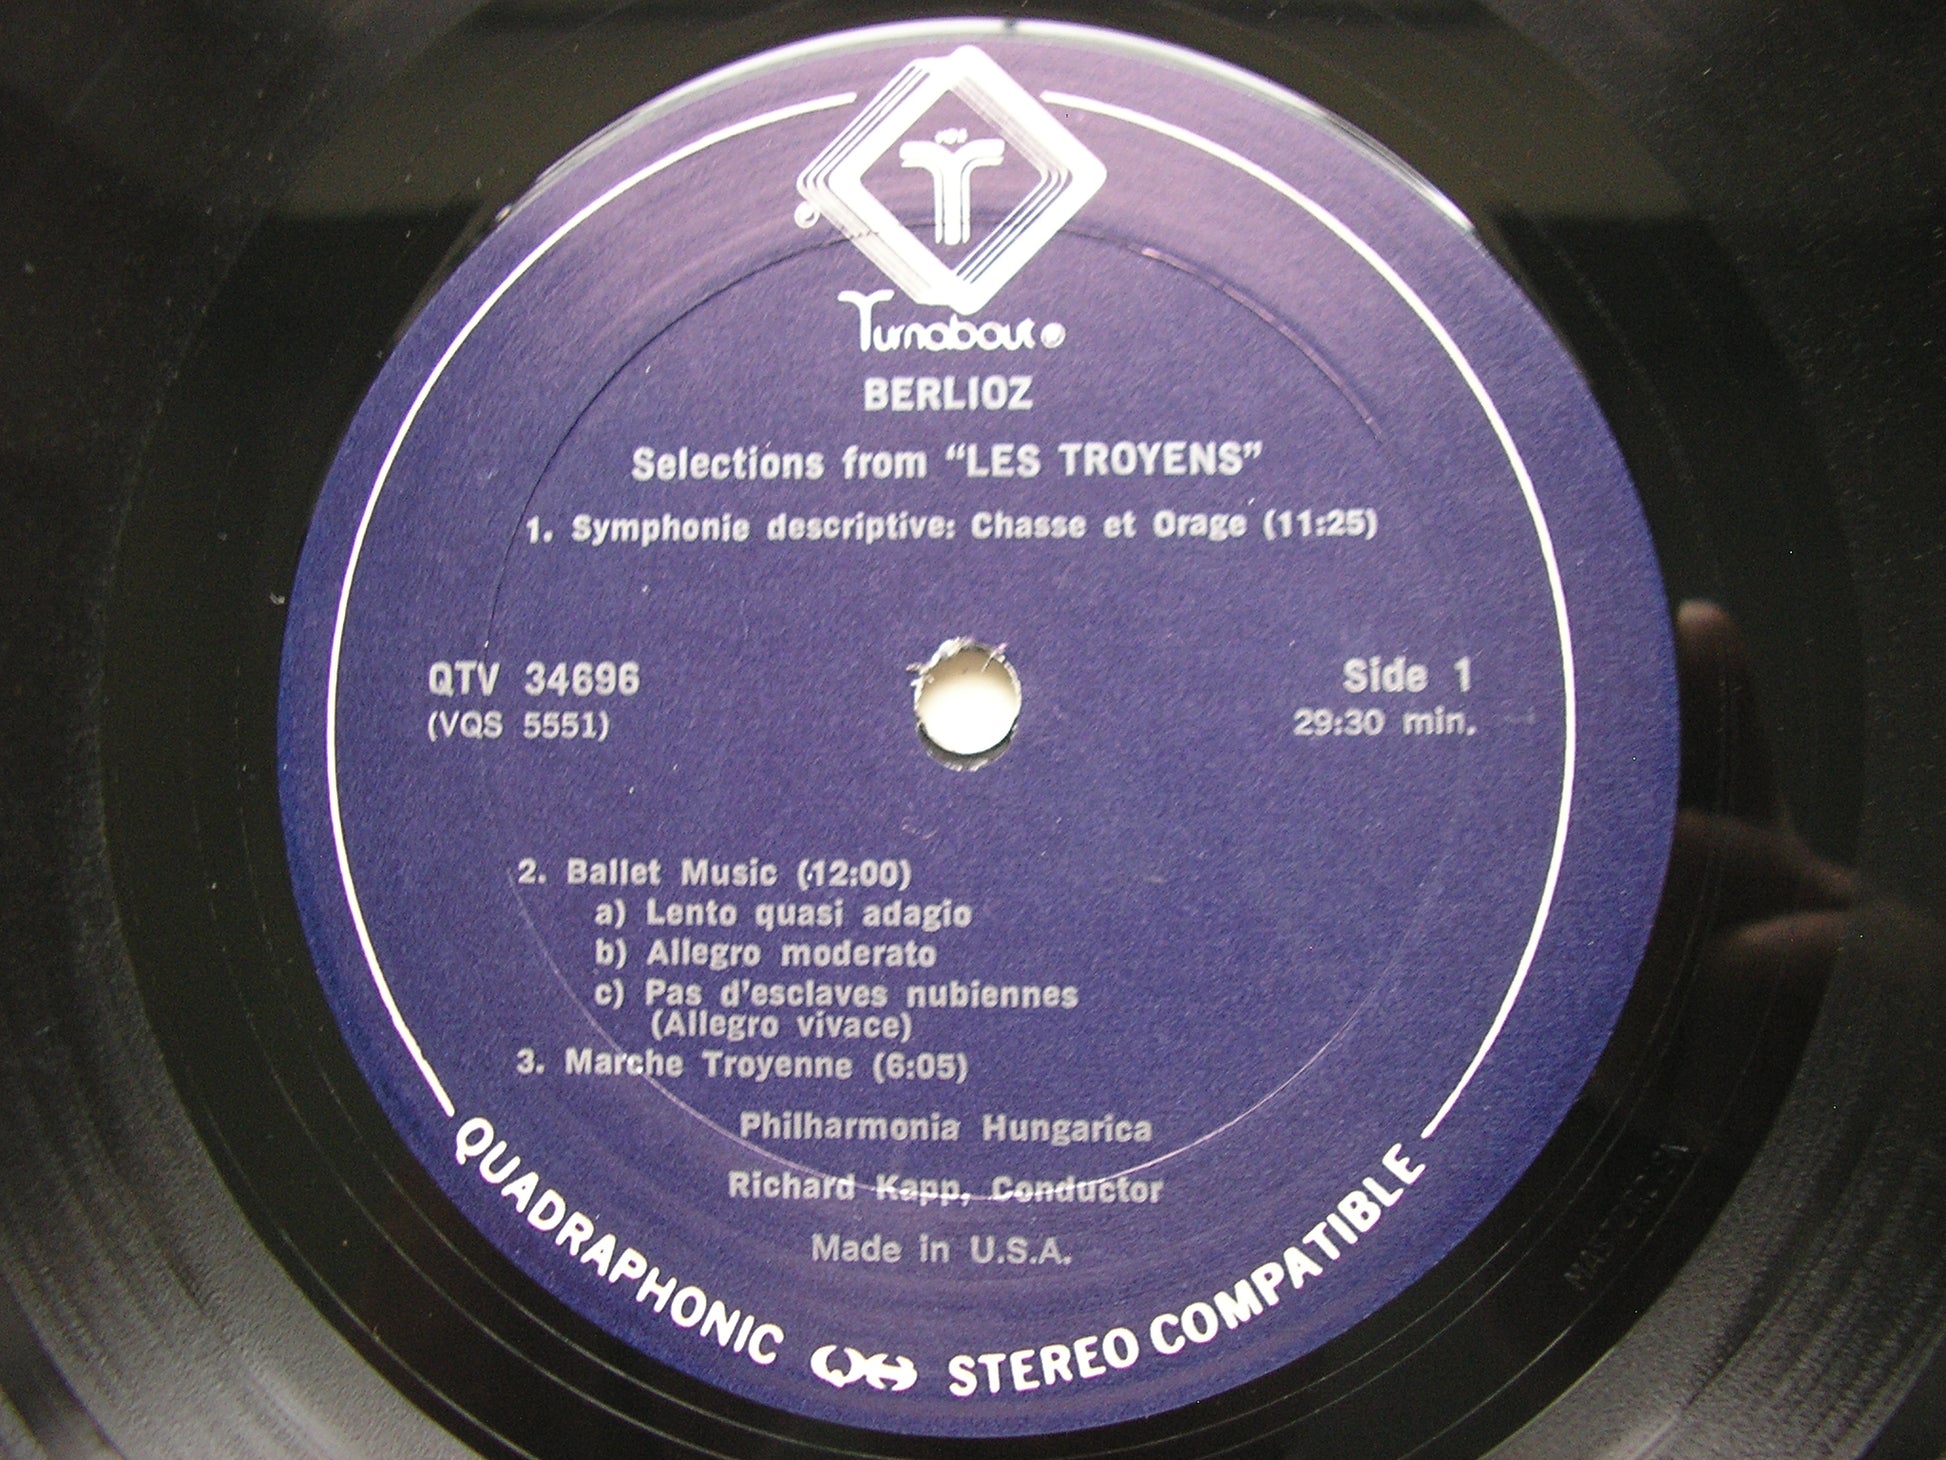 Turnabout
BERLIOZ
Selections from “LES TROYENS”
1. Symphonie descriptive: Chasse et Orage (11:25)
QTV 34696
(VQS 5551)
Side 1
29:30 min.
2. Ballet Music (12:00)
a) Lento quasi adagio
b) Allegro moderato
c) Pas d'esclaves nubiennes
(Allegro vivace)
3. Marche Troyenne (6:05)
Philharmonia Hungarica
Richard Kapp, Conductor
Made in U.S.A.
QUADRAPHONIC QS STEREO COMPATIBLE